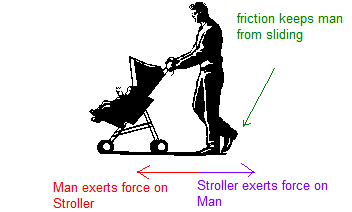 friction keeps man
from sliding
Man exerts force on
Stroller
Stroller exerts force on
Man